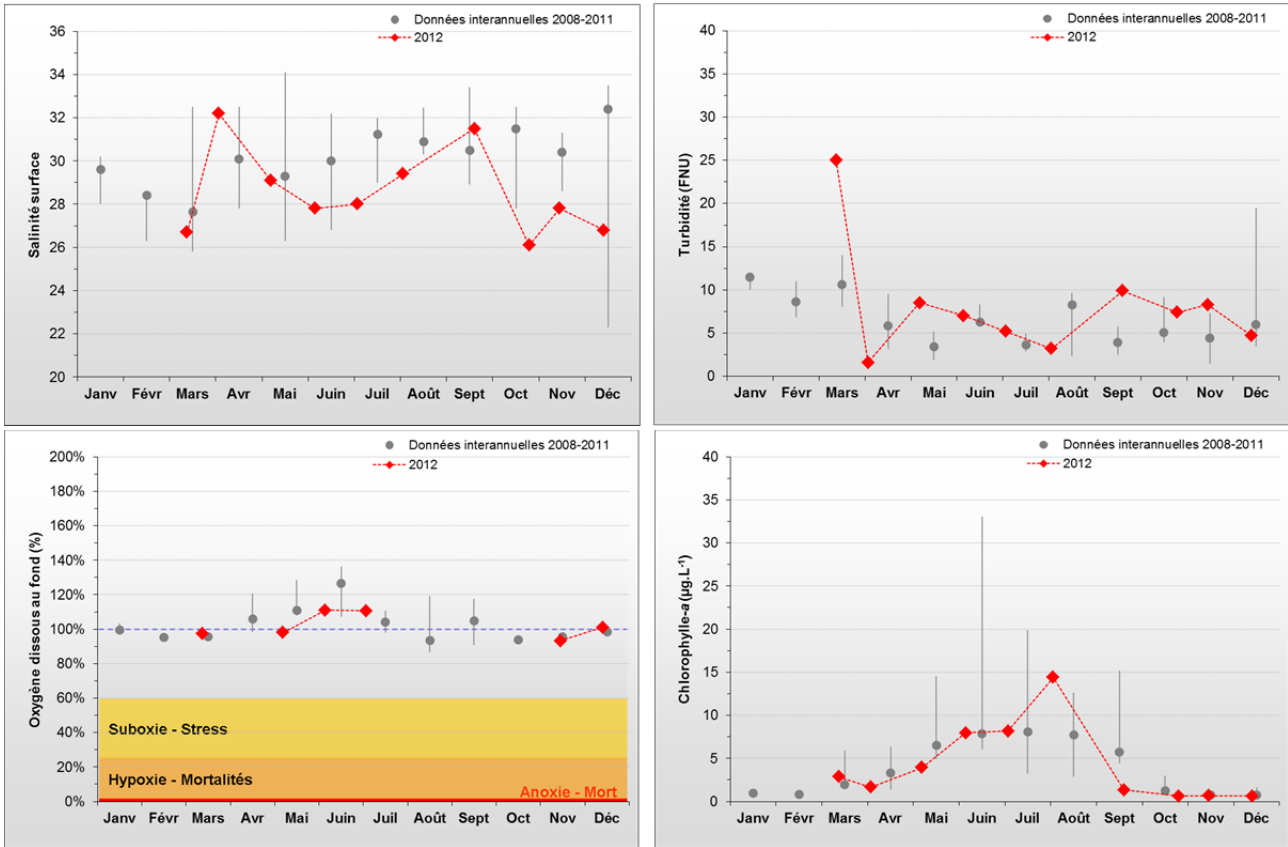 Données interannuelles 2008-2011
2012
Salinité surface
36
34
32
30
28
26
24
22
20
Janv Févr Mars Avr Mai Juin Juil Août Sept Oct Nov Déc
Données interannuelles 2008-2011
2012
Turbidité (FNU)
40
35
30
25
20
15
10
5
0
Janv Févr Mars Avr Mai Juin Juil Août Sept Oct Nov Déc
Données interannuelles 2008-2011
2012
Oxygène dissous au fond (%)
200%
180%
160%
140%
120%
100%
80%
60%
40%
20%
0%
Suboxie - Stress
Hypoxie - Mortalités
Anoxie - Mort
Janv Févr Mars Avr Mai Juin Juil Août Sept Oct Nov Déc
Données interannuelles 2008-2011
2012
Chlorophylle-a (µg.L⁻¹)
40
35
30
25
20
15
10
5
0
Janv Févr Mars Avr Mai Juin Juil Août Sept Oct Nov Déc